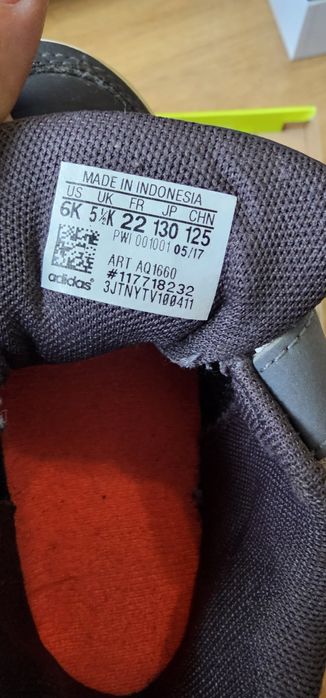 MADE IN INDONESIA
US UK FR JP CHN
6K 5½K 22 130 125
PWI 001001 05/17
ART AQ1660
#117718232
3JTNYTV100411
adidas®